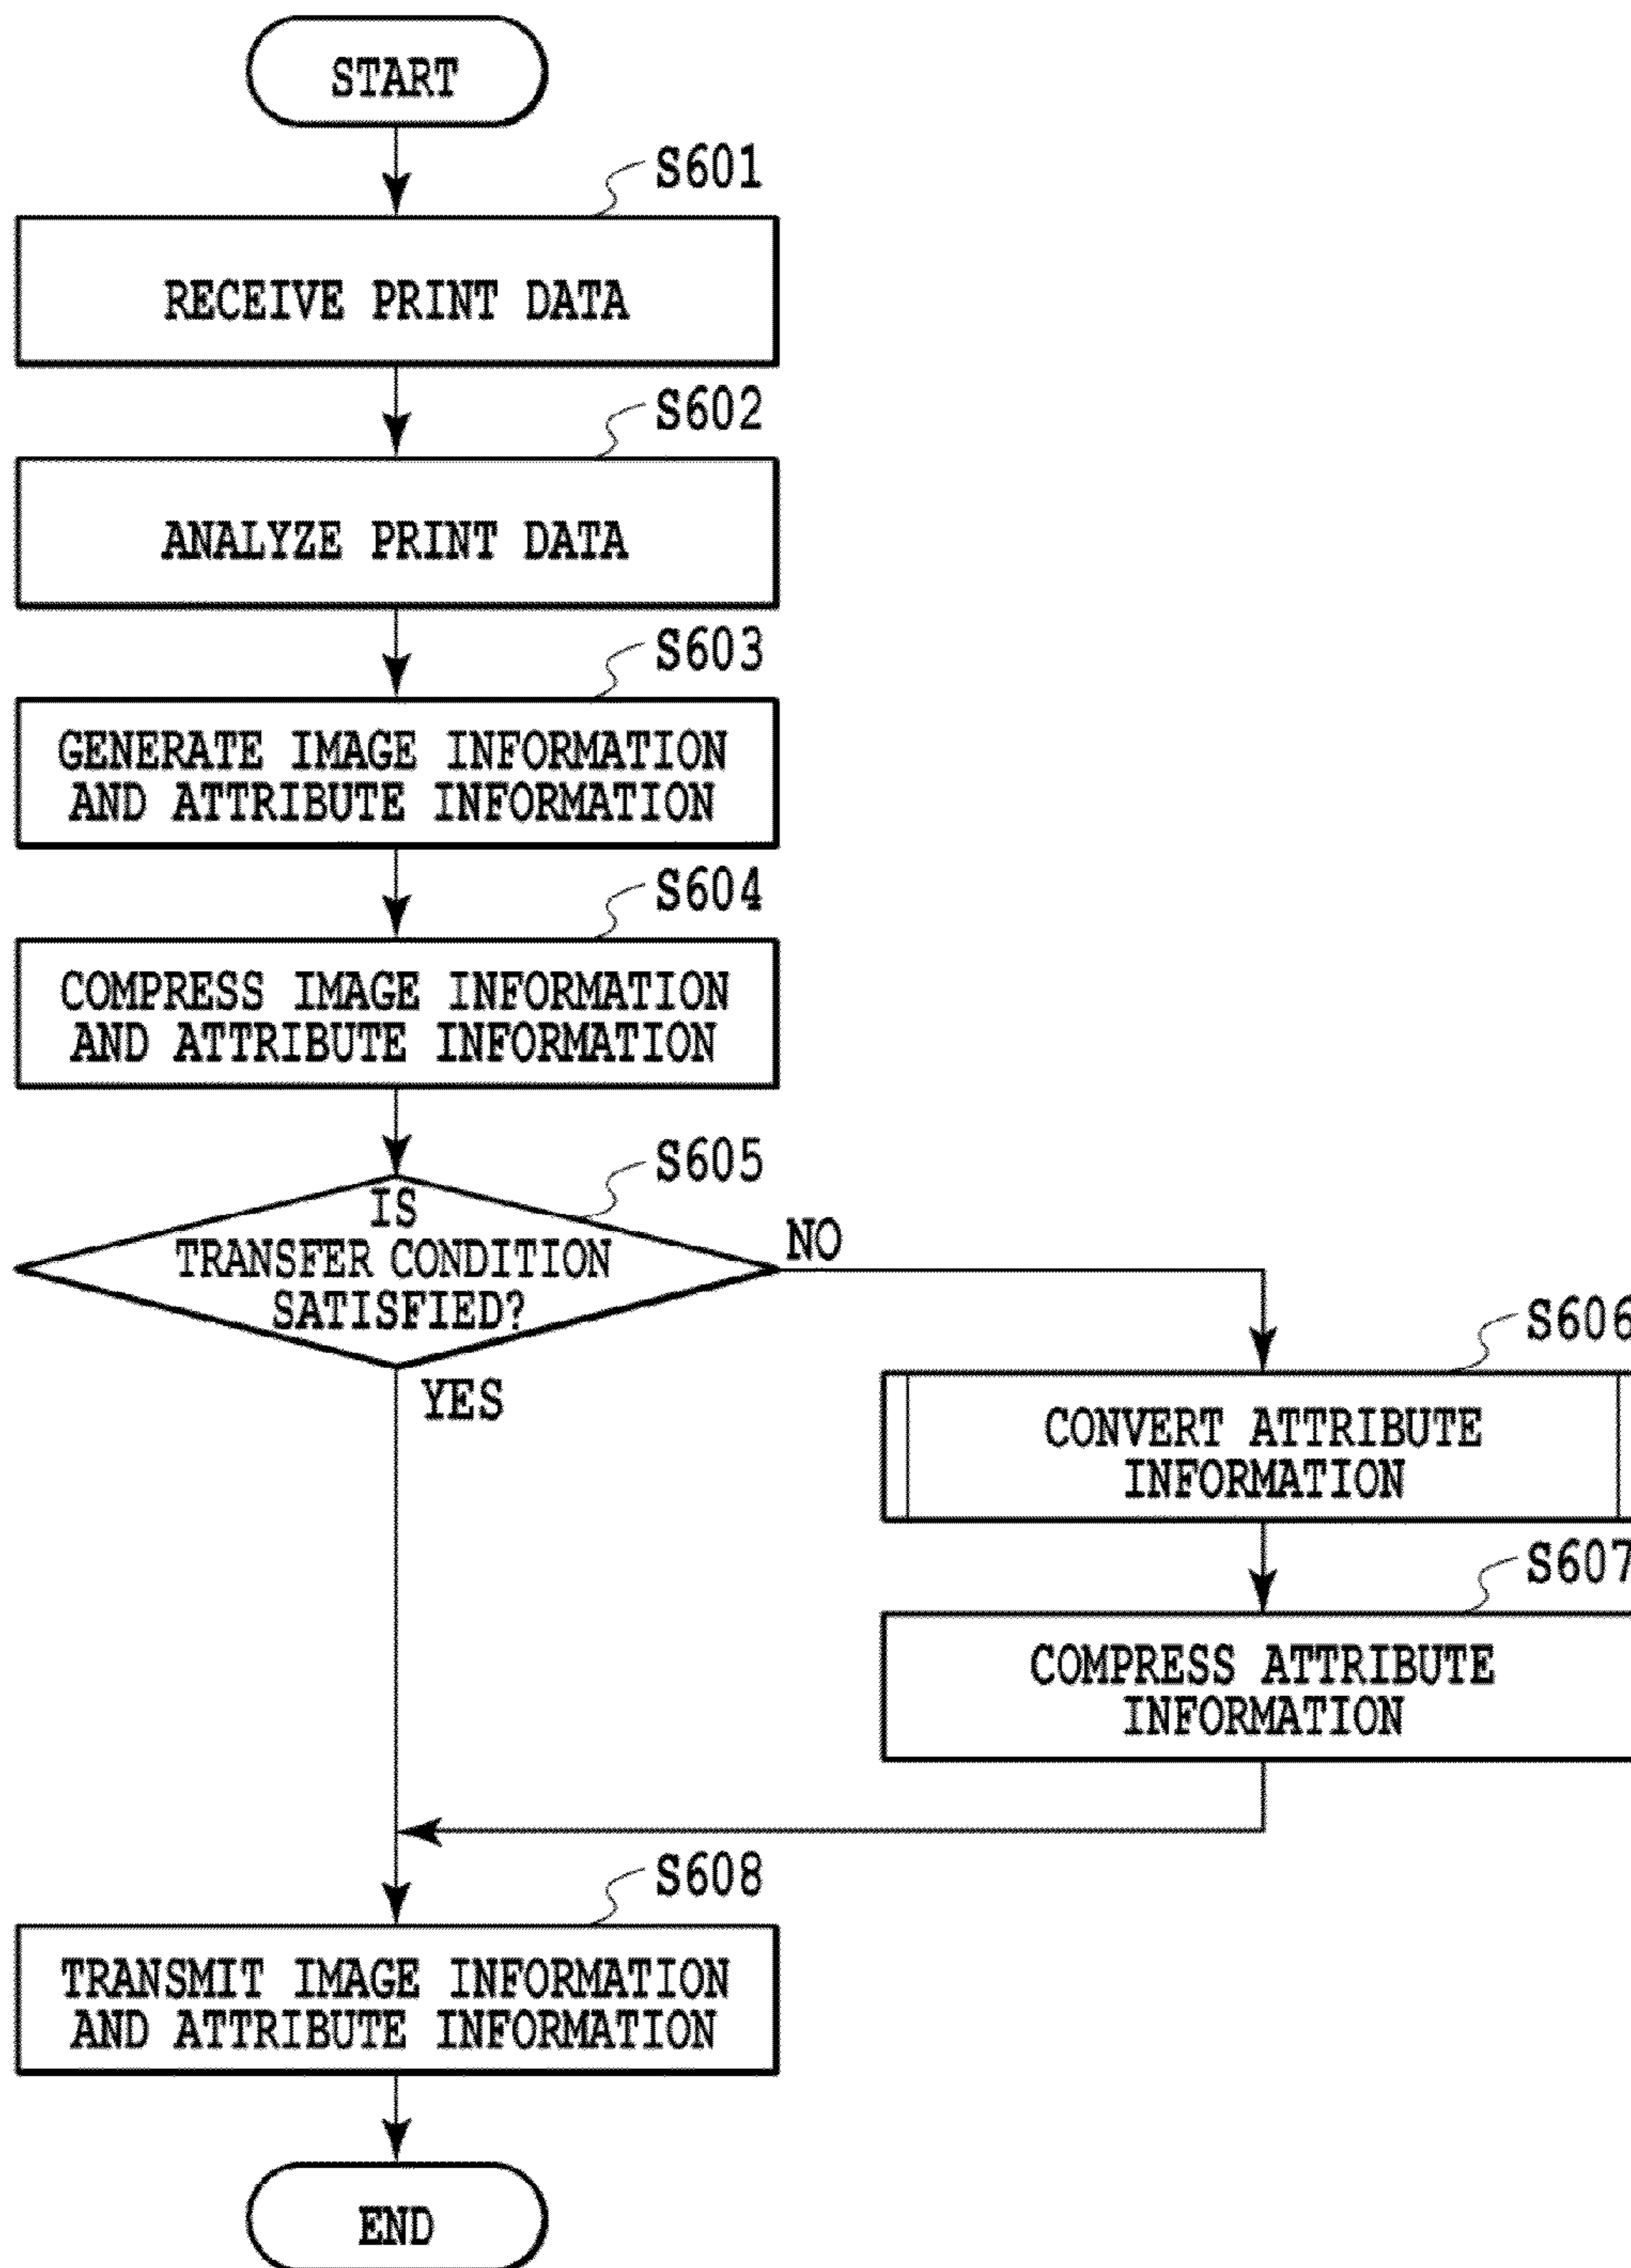 START
S601
RECEIVE PRINT DATA
S602
ANALYZE PRINT DATA
S603
GENERATE IMAGE INFORMATION
AND ATTRIBUTE INFORMATION
S604
COMPRESS IMAGE INFORMATION
AND ATTRIBUTE INFORMATION
S605
IS
TRANSFER CONDITION
SATISFIED?
NO
YES
S606
CONVERT ATTRIBUTE
INFORMATION
S607
COMPRESS ATTRIBUTE
INFORMATION
S608
TRANSMIT IMAGE INFORMATION
AND ATTRIBUTE INFORMATION
END